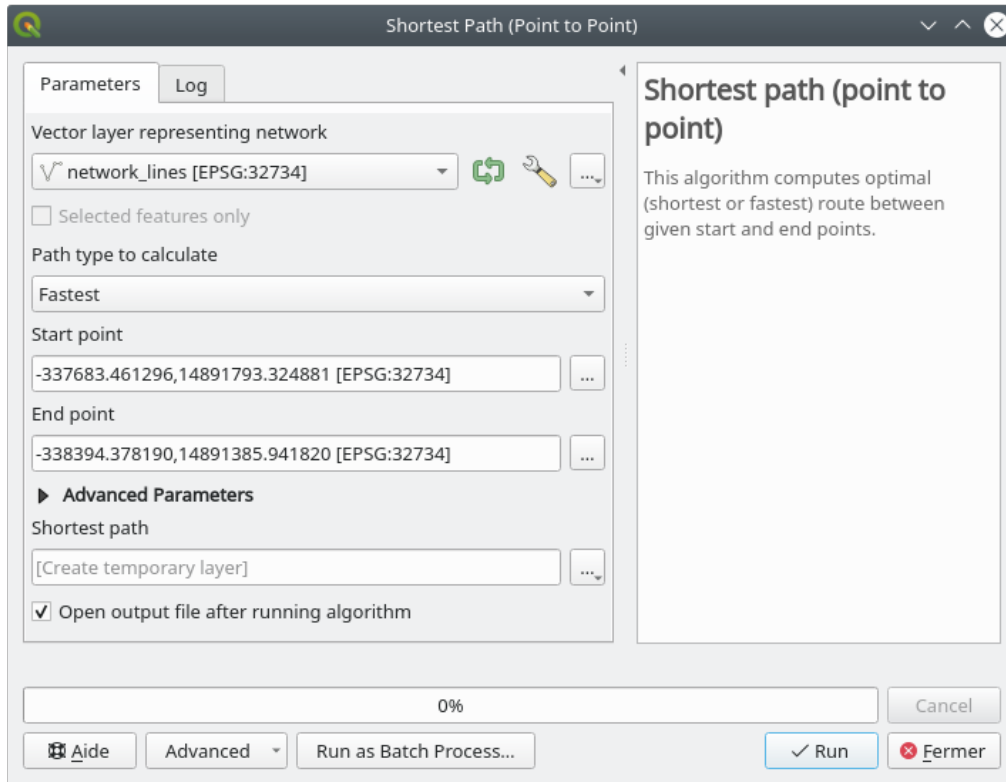 Shortest Path (Point to Point)
Parameters
Log
Vector layer representing network
network_lines [EPSG:32734]
...
Selected features only
Path type to calculate
Fastest
Start point
-337683.461296,14891793.324881 [EPSG:32734]
...
End point
-338394.378190,14891385.941820 [EPSG:32734]
...
Advanced Parameters
Shortest path
[Create temporary layer]
...
Open output file after running algorithm
Shortest path (point to
point)
This algorithm computes optimal
(shortest or fastest) route between
given start and end points.
0%
Cancel
Aide
Advanced
Run as Batch Process...
Run
Fermer